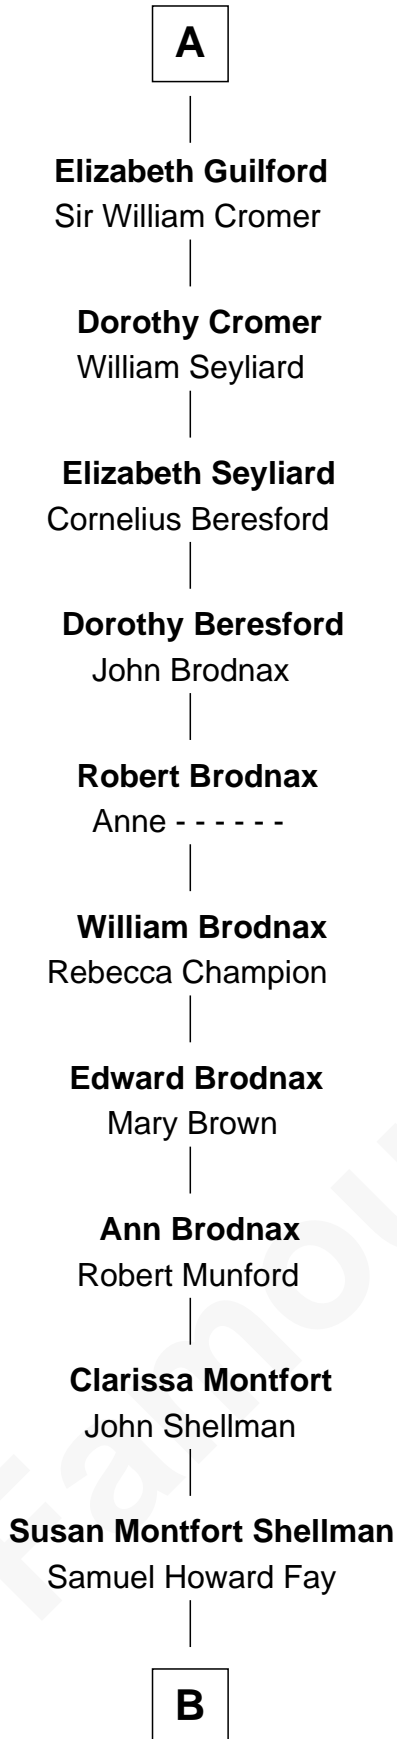 A
Elizabeth Guilford
Sir William Cromer
Dorothy Cromer
William Seyliard
Elizabeth Seyliard
Cornelius Beresford
Dorothy Beresford
John Brodnax
Robert Brodnax
Anne - - - - - -
William Brodnax
Rebecca Champion
Edward Brodnax
Mary Brown
Ann Brodnax
Robert Munford
Clarissa Montfort
John Shellman
Susan Montfort Shellman
Samuel Howard Fay
B
Famou